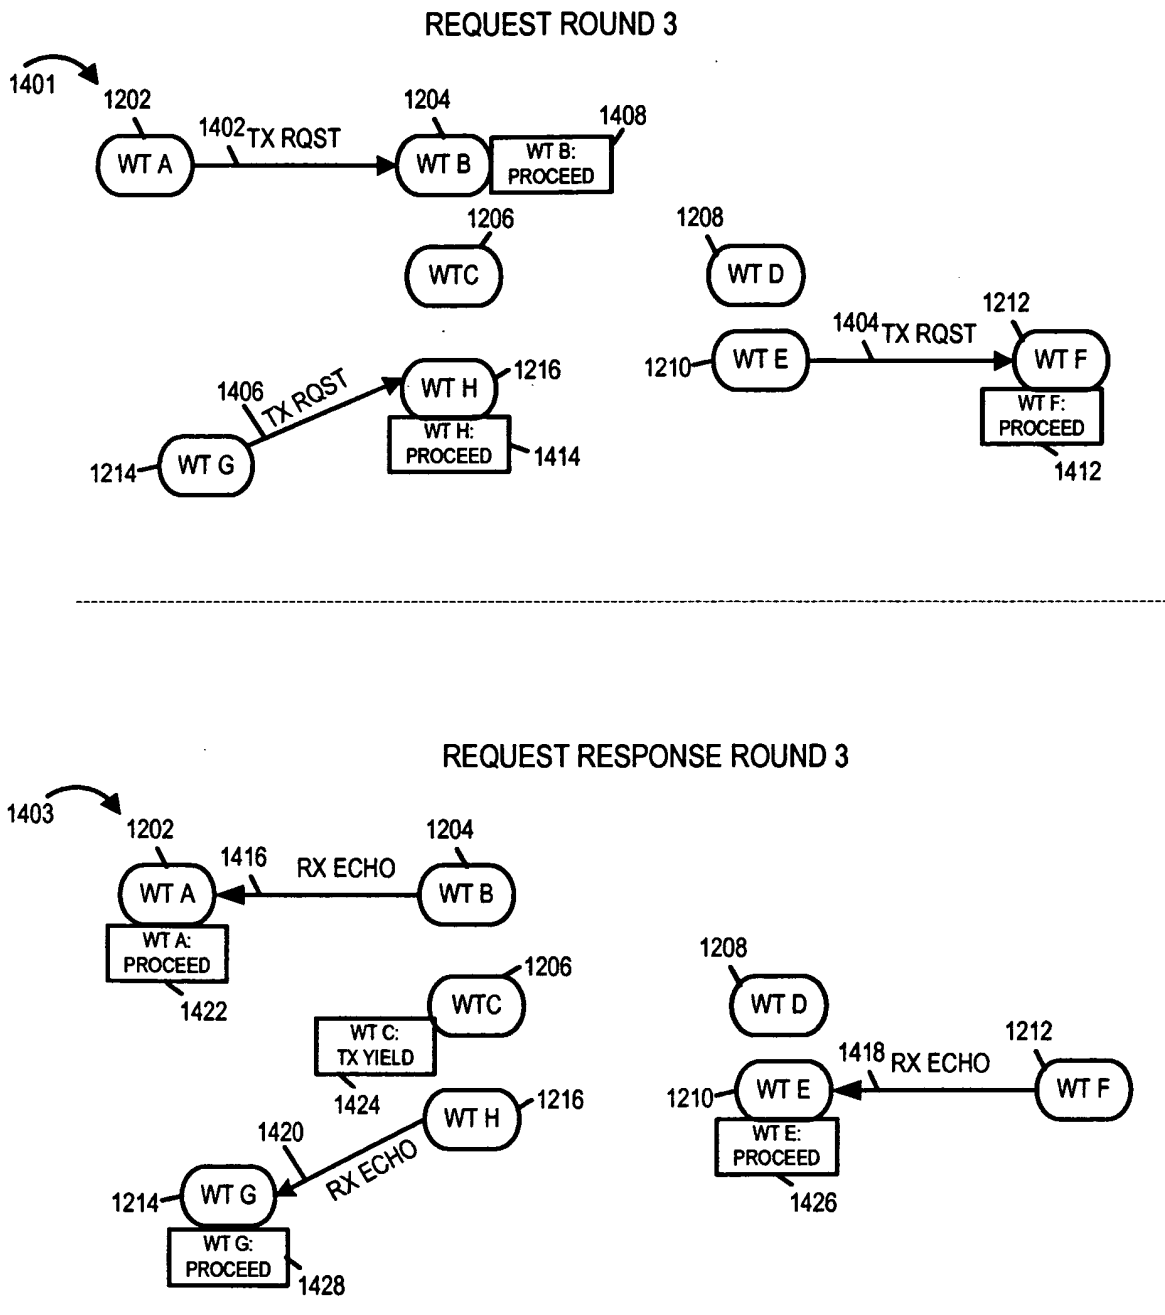 REQUEST ROUND 3
1401
1202
1204
1408
1402 TX RQST
WT A
WT B
WT B:
PROCEED
1206
1208
WTC
WT D
1404 TX RQST
1212
1210
WT E
WT F
WT F:
PROCEED
1412
1406
TX RQST
WT H
1216
WT H:
PROCEED
1414
1214
WT G
REQUEST RESPONSE ROUND 3
1403
1202
1204
1416
RX ECHO
WT A
WT B
WT A:
PROCEED
1422
1206
1208
WTC
WT D
WT C:
TX YIELD
1424
1418
RX ECHO
1212
1210
WT E
WT F
WT E:
PROCEED
1426
WT H
1216
1420
RX ECHO
1214
WT G
WT G:
PROCEED
1428